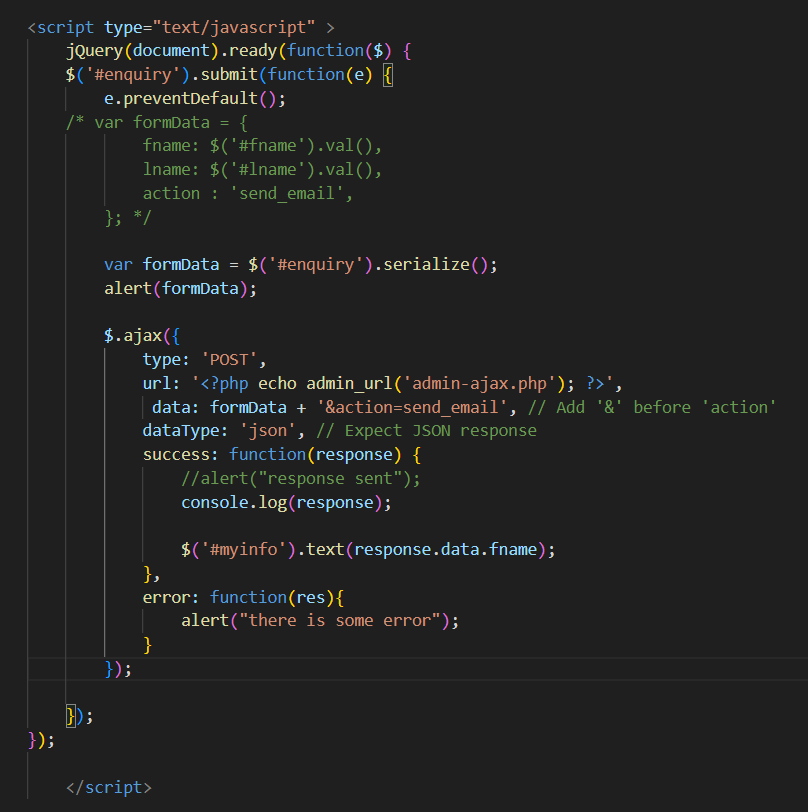 <script type="text/javascript" >
jQuery(document).ready(function($) {
$('#enquiry').submit(function(e) {
e.preventDefault();
/* var formData = {
fname: $('#fname').val(),
lname: $('#lname').val(),
action : 'send_email',
}; */
var formData = $('#enquiry').serialize();
alert(formData);
$.ajax({
type: 'POST',
url: '<?php echo admin_url('admin-ajax.php'); ?>',
data: formData + '&action=send_email', // Add '&' before 'action'
dataType: 'json', // Expect JSON response
success: function(response) {
//alert("response sent");
console.log(response);
$('#myinfo').text(response.data.fname);
},
error: function(res){
alert("there is some error");
}
});
});
});
</script>